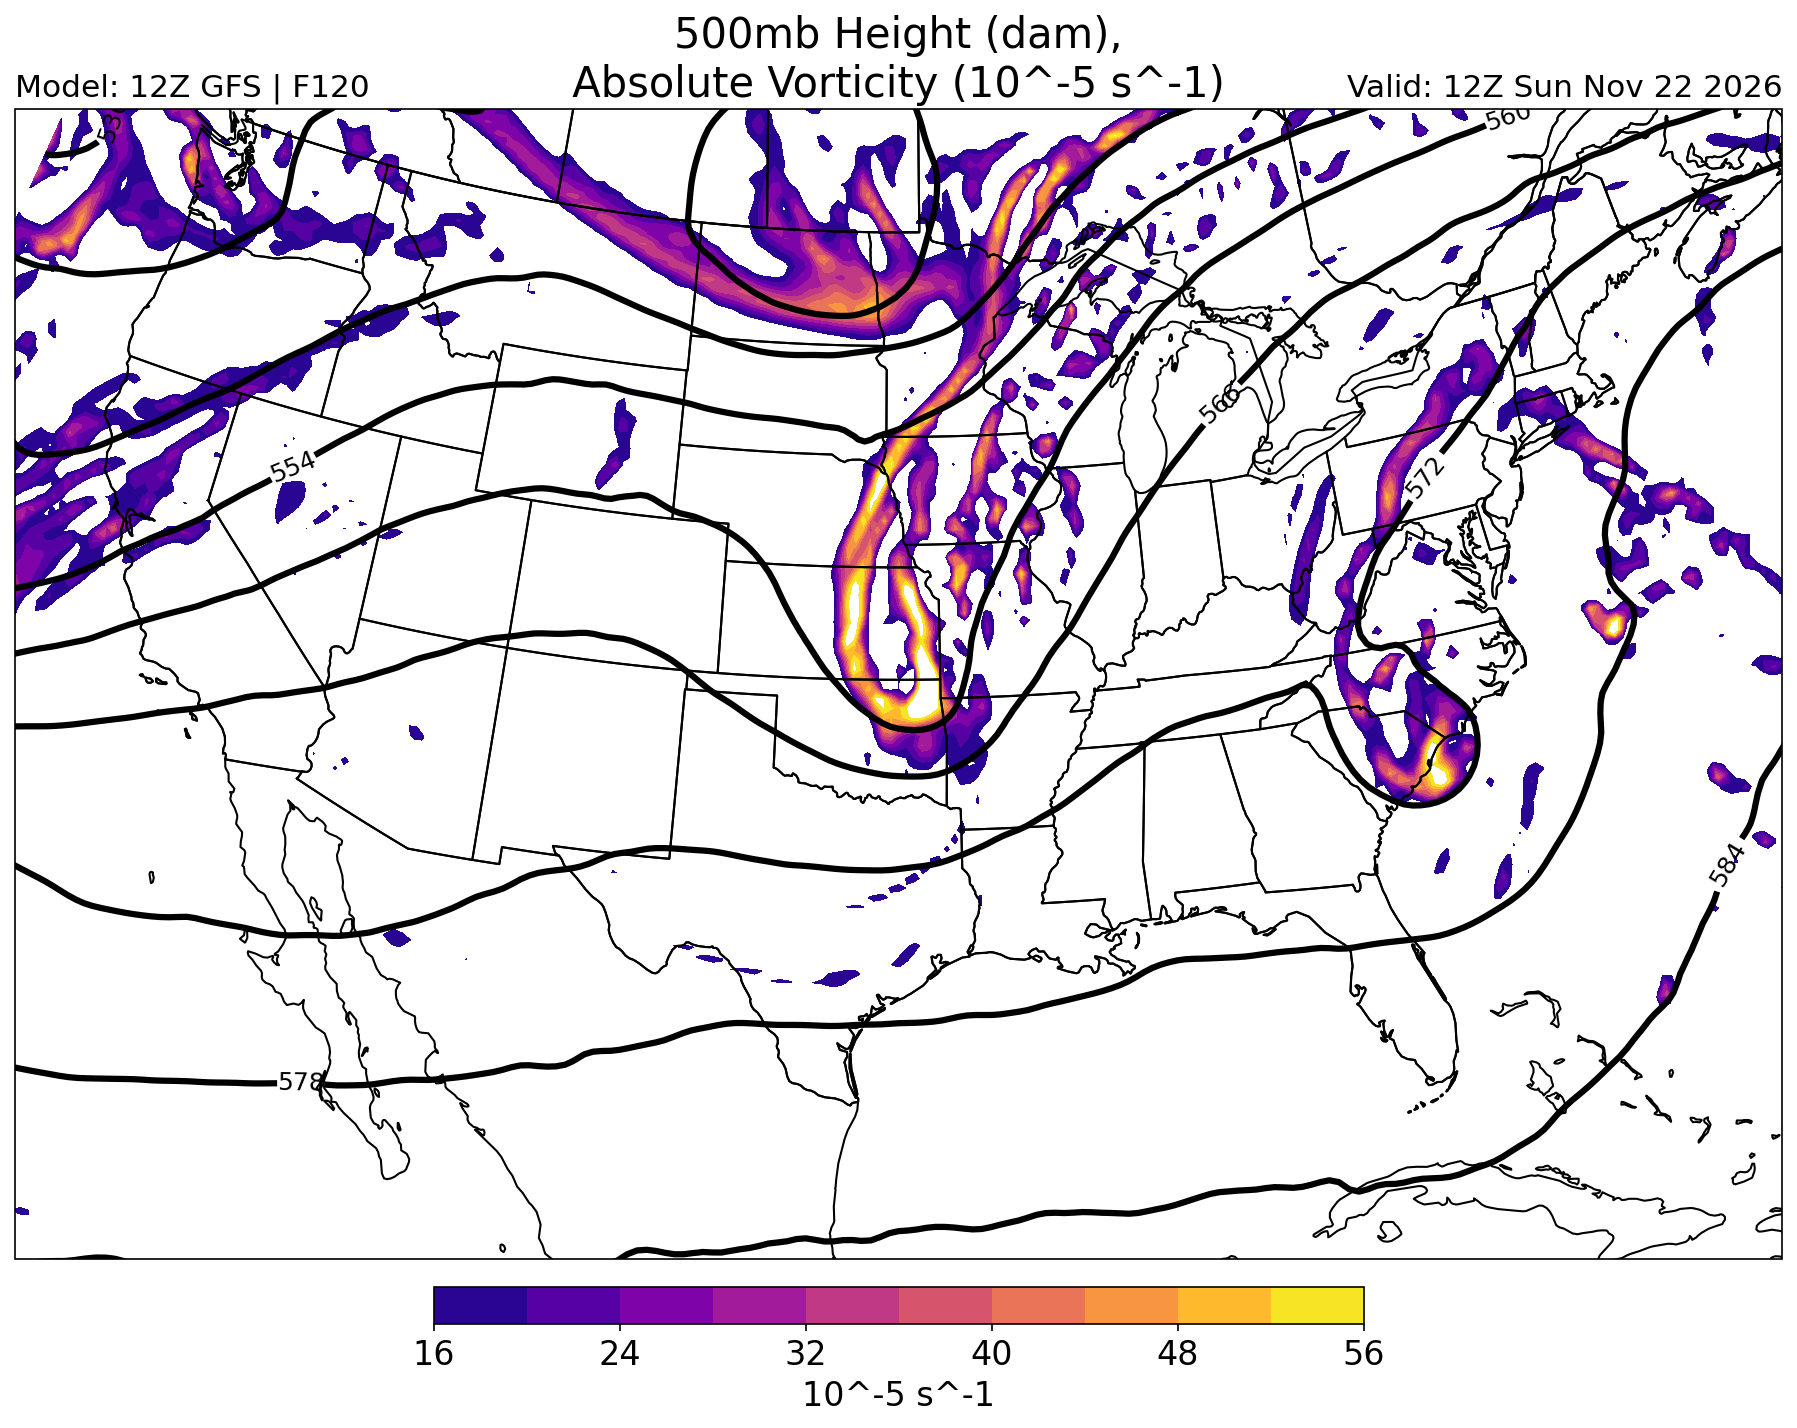 500mb Height (dam),
Model: 12Z GFS | F120
Absolute Vorticity (10^-5 s^-1)
Valid: 12Z Sun Nov 22 2026
560
554
566
572
584
578
16
24
32
40
48
56
10^-5 s^-1